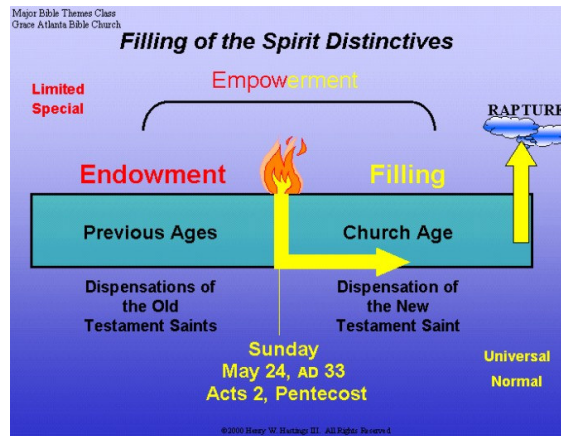 Major Bible Themes Class
Grace Atlanta Bible Church
Filling of the Spirit Distinctives
Limited
Special
Empowerment
RAPTURE
Endowment
Filling
Previous Ages
Church Age
Dispensations of
the Old
Testament Saints
Dispensation of
the New
Testament Saint
Sunday
May 24, AD 33
Acts 2, Pentecost
Universal
Normal
©2000 Henry W. Hastings III. All Rights Reserved